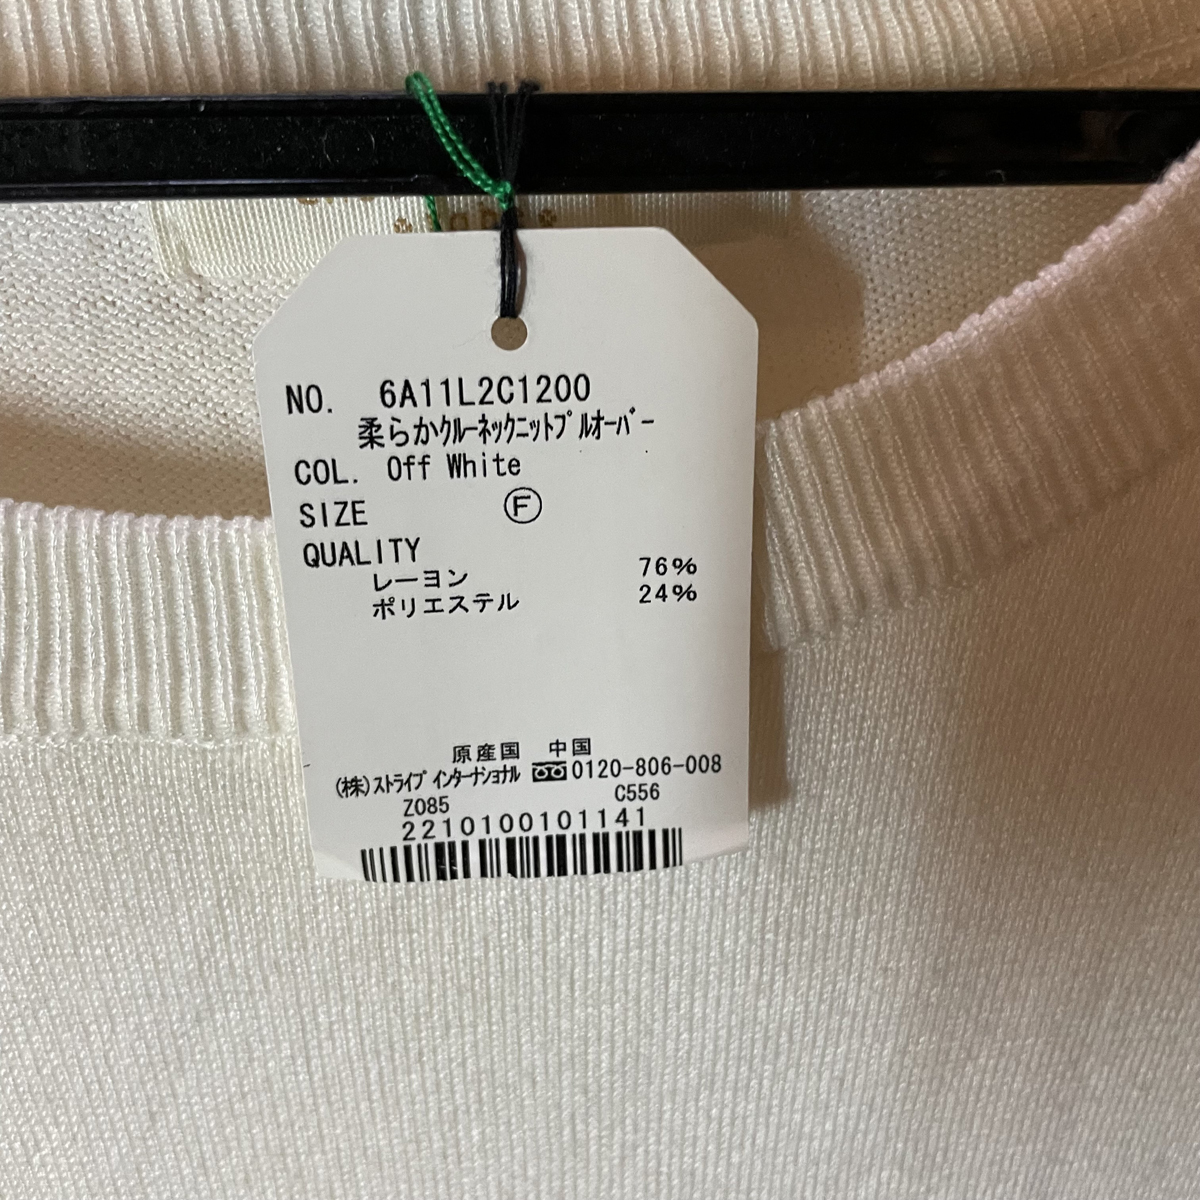 NO. 6A11L2C1200
柔らかｸﾙｰﾈｯｸﾆｯﾄﾌﾟﾙｵｰﾊﾞｰ
COL. Off White
SIZE Ⓕ
QUALITY
レーヨン 76%
ポリエステル 24%
原産国 中国
(株)ｽﾄﾗｲﾌﾟｲﾝﾀｰﾅｼｮﾅﾙ 0120-806-008
Z085 C556
2210100101141